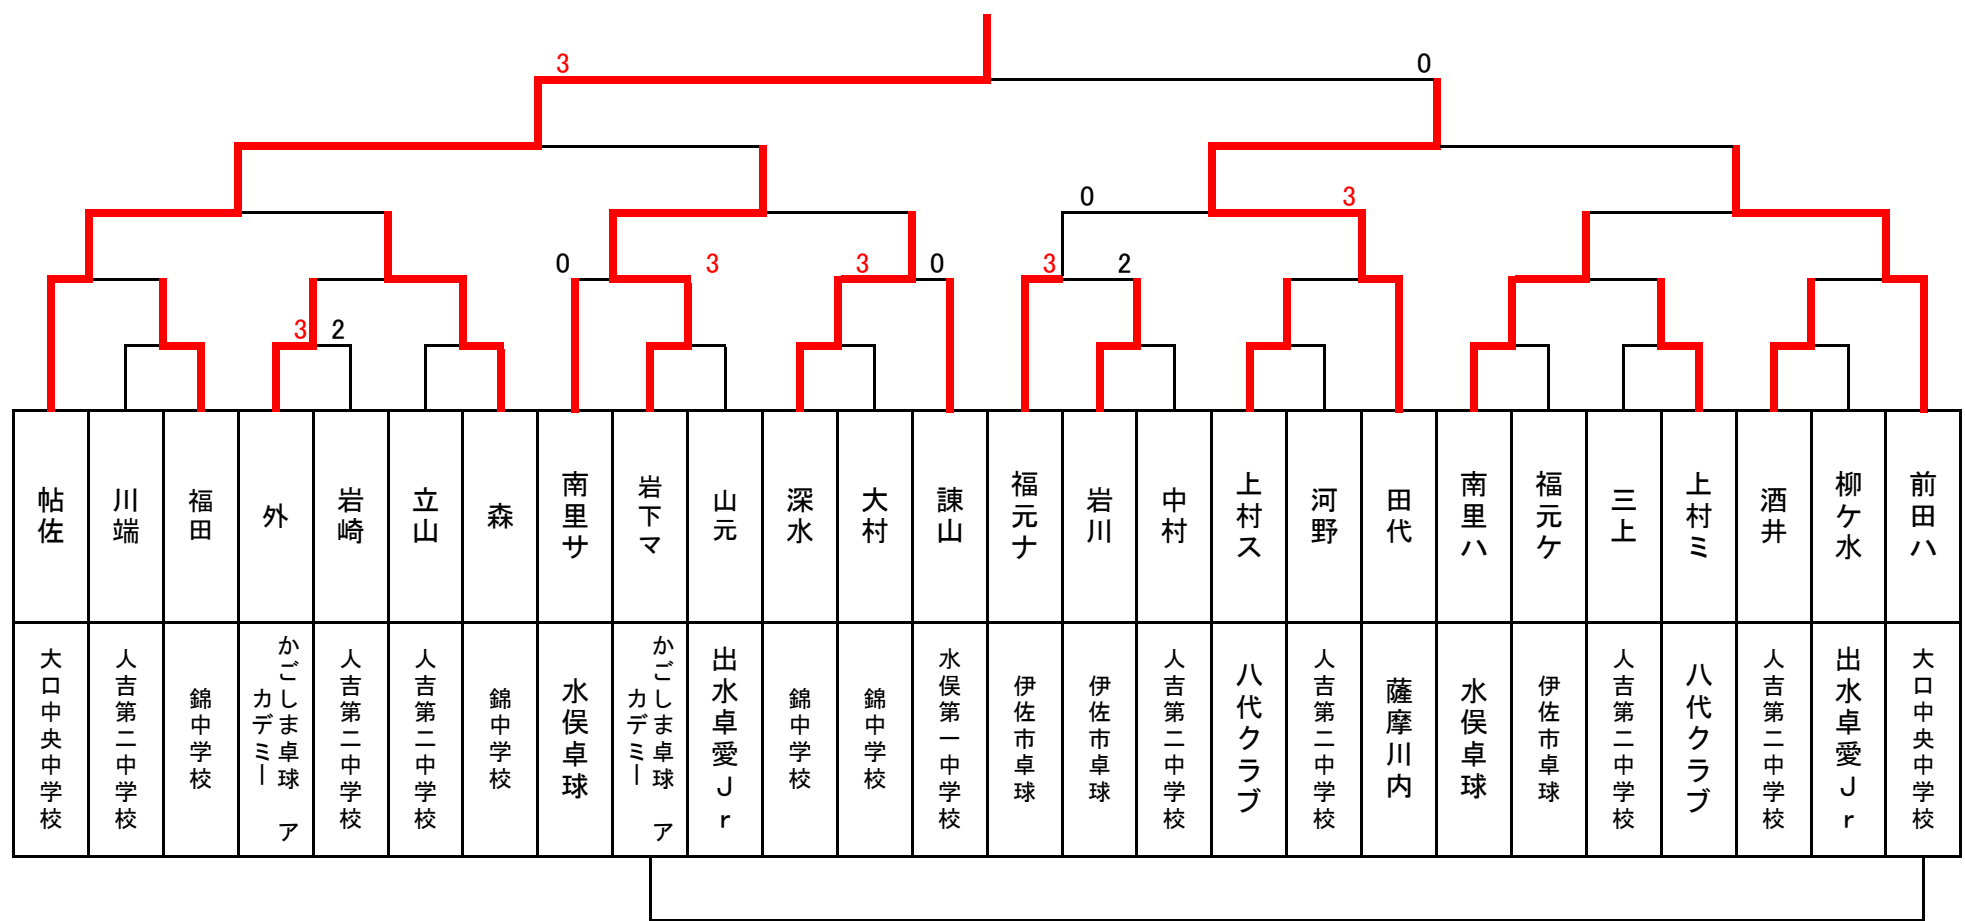 3
0
0
3
0
3
3
0
3
2
3
2
帖佐
川端
福田
外
岩崎
立山
森
南里サ
岩下マ
山元
深水
大村
諌山
福元ナ
岩川
中村
上村ス
河野
田代
南里ハ
福元ケ
三上
上村ミ
酒井
柳ケ水
前田ハ
大口中央中学校
人吉第二中学校
錦中学校
かごしま卓球　ア
カデミー
人吉第二中学校
人吉第二中学校
錦中学校
水俣卓球
かごしま卓球　ア
カデミー
出水卓愛Ｊｒ
錦中学校
錦中学校
水俣第一中学校
伊佐市卓球
伊佐市卓球
人吉第二中学校
八代クラブ
人吉第二中学校
薩摩川内
水俣卓球
伊佐市卓球
人吉第二中学校
八代クラブ
人吉第二中学校
出水卓愛Ｊｒ
大口中央中学校